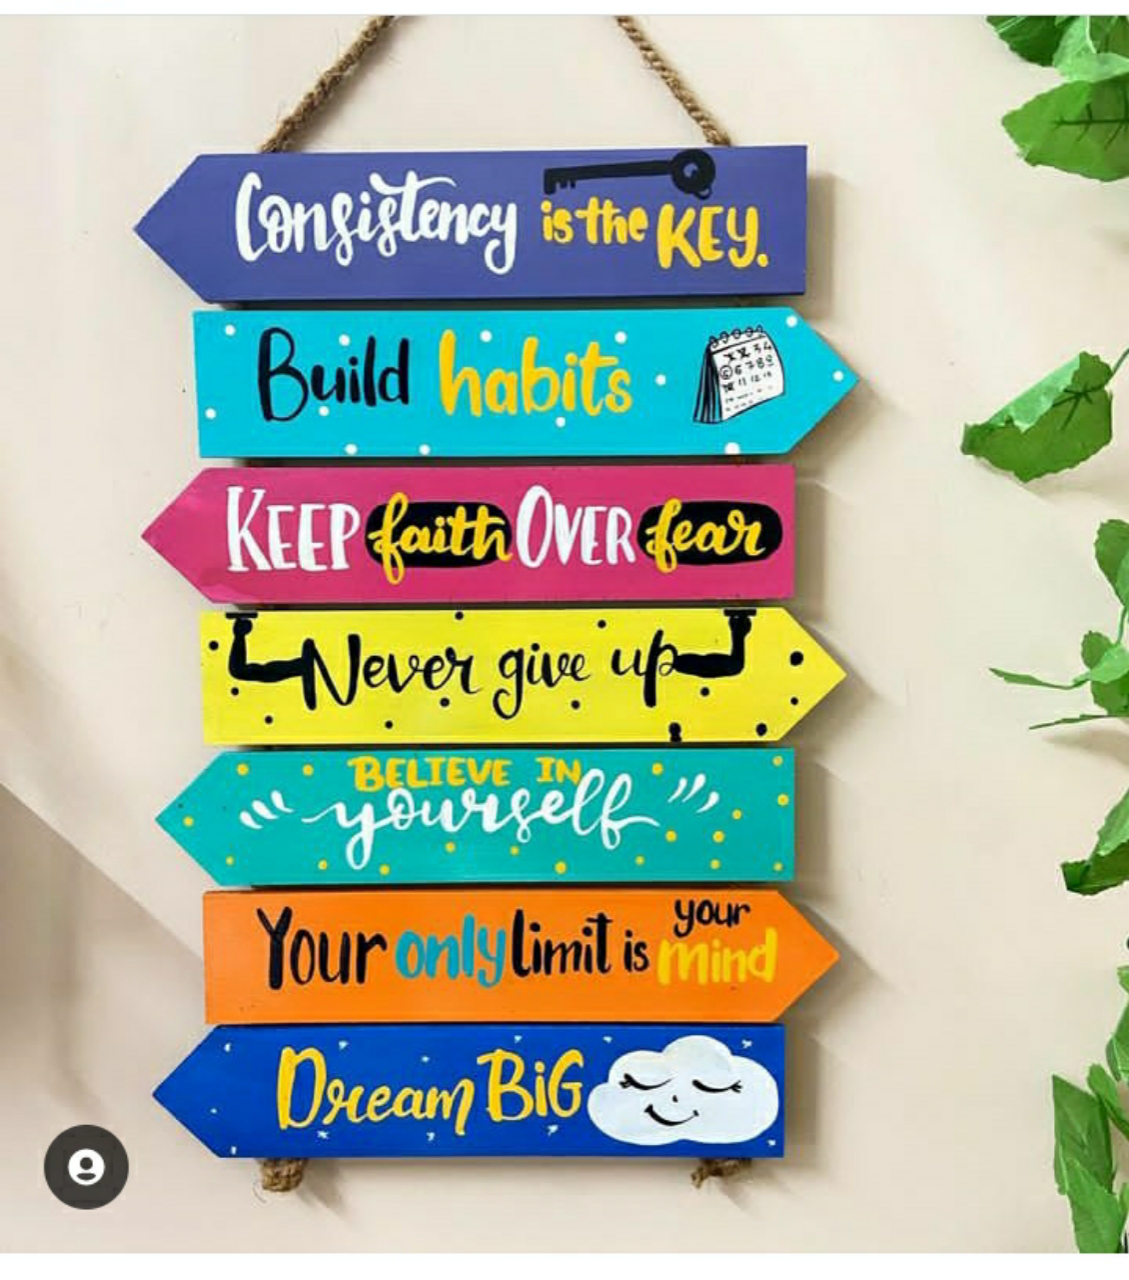 Consistency is the KEY.
Build habits
KEEP faith OVER fear
Never give up
BELIEVE IN
yourself
Your only limit is your mind
Dream BiG